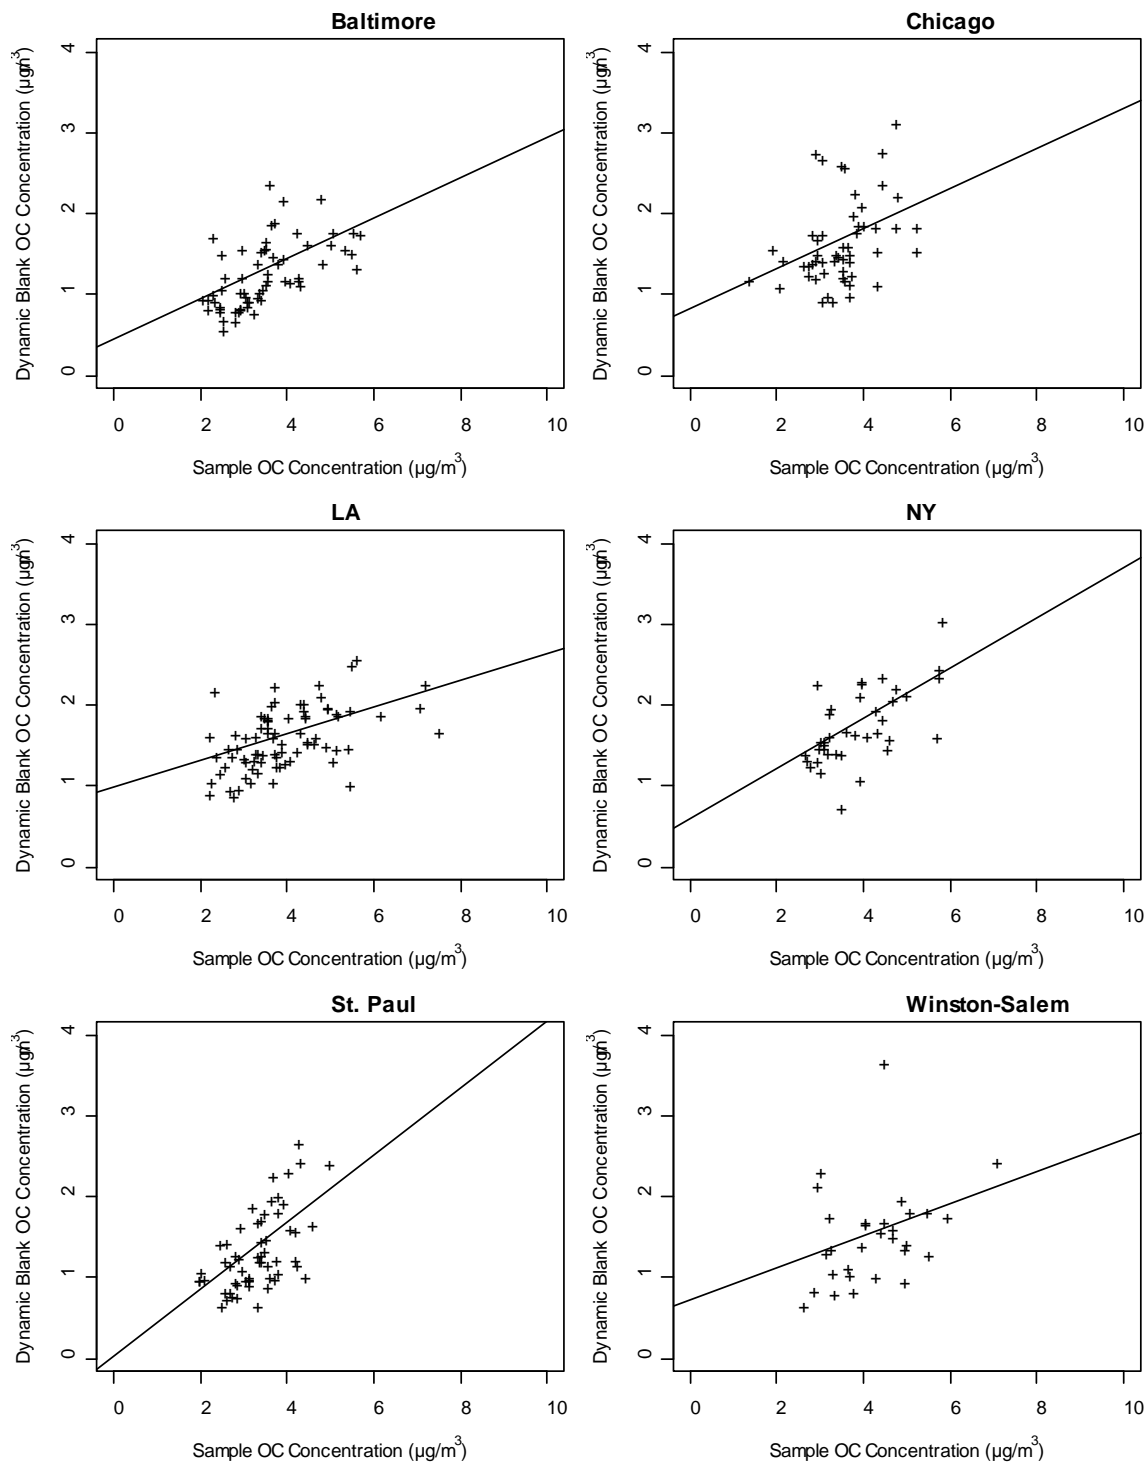 Baltimore
Dynamic Blank OC Concentration (µg/m³)
4
3
2
1
0
0 2 4 6 8 10
Sample OC Concentration (µg/m³)
Chicago
Dynamic Blank OC Concentration (µg/m³)
4
3
2
1
0
0 2 4 6 8 10
Sample OC Concentration (µg/m³)
LA
Dynamic Blank OC Concentration (µg/m³)
4
3
2
1
0
0 2 4 6 8 10
Sample OC Concentration (µg/m³)
NY
Dynamic Blank OC Concentration (µg/m³)
4
3
2
1
0
0 2 4 6 8 10
Sample OC Concentration (µg/m³)
St. Paul
Dynamic Blank OC Concentration (µg/m³)
4
3
2
1
0
0 2 4 6 8 10
Sample OC Concentration (µg/m³)
Winston-Salem
Dynamic Blank OC Concentration (µg/m³)
4
3
2
1
0
0 2 4 6 8 10
Sample OC Concentration (µg/m³)